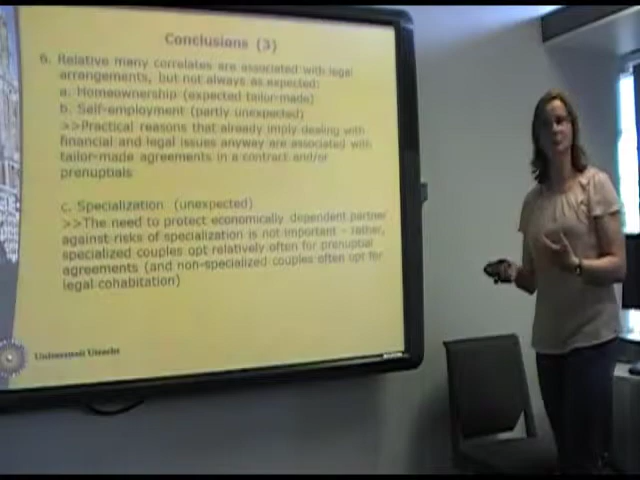 Conclusions (3)
6. Relative many correlates are associated with legal
arrangements, but not always as expected:
a. Homeownership (expected tailor-made)
b. Self-employment (partly unexpected)
>>Practical reasons that already imply dealing with
financial and legal issues anyway are associated with
tailor-made agreements in a contract and/or
prenuptials
c. Specialization (unexpected)
>>The need to protect economically dependent partner
against risks of specialization is not important - rather,
specialized couples opt relatively often for prenuptial
agreements (and non-specialized couples often opt for
legal cohabitation)
Universiteit Utrecht